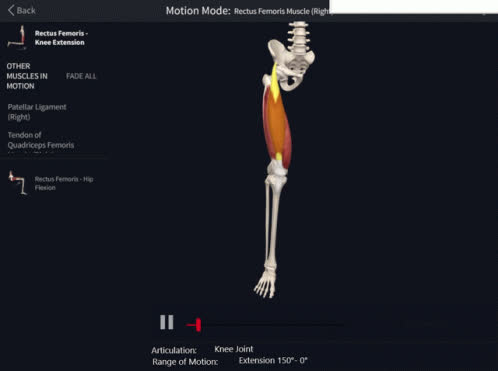 Back
Motion Mode: Rectus Femoris Muscle (Right
Rectus Femoris -
Knee Extension
OTHER
MUSCLES IN
MOTION
FADE ALL
Patellar Ligament
(Right)
Tendon of
Quadriceps Femoris
Rectus Femoris - Hip
Flexion
Articulation: Knee Joint
Range of Motion: Extension 150°- 0°